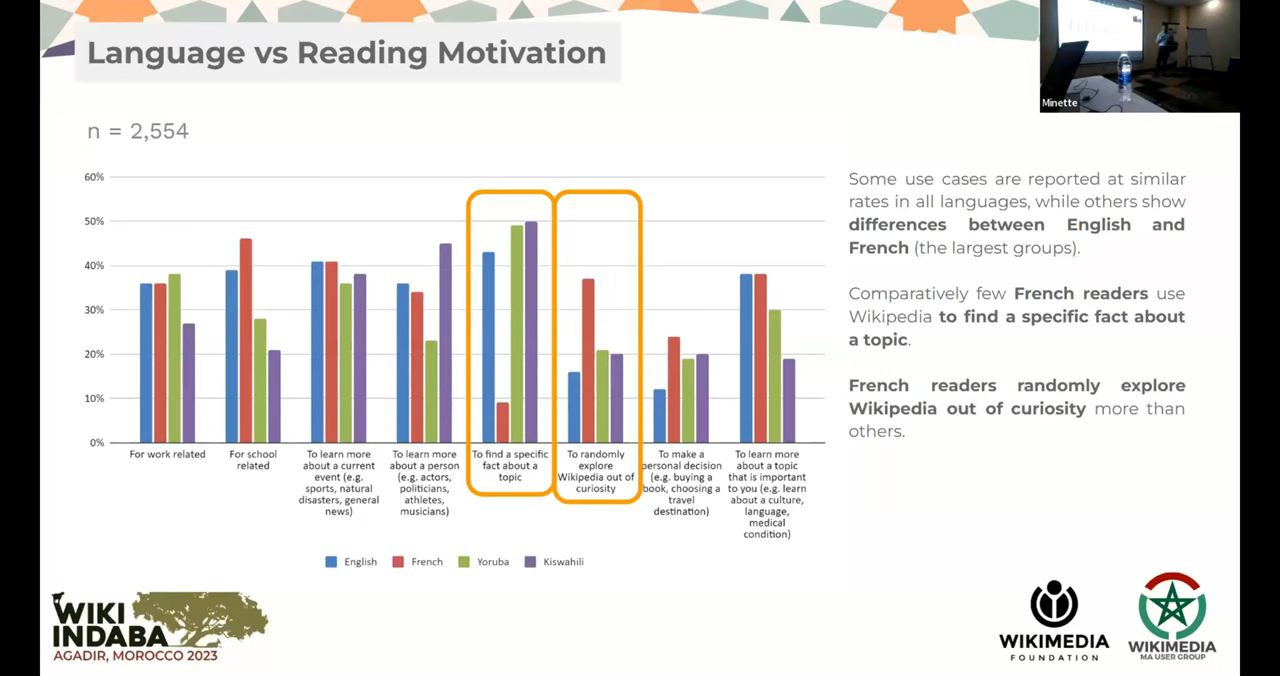 Language vs Reading Motivation
Minette
n = 2,554
60%
50%
40%
30%
20%
10%
0%
For work related
For school
related
To learn more
about a current
event (e.g.
sports, natural
disasters, general
news)
To learn more
about a person
(e.g. actors,
politicians,
athletes,
musicians)
To find a specific
fact about a
topic
To randomly
explore
Wikipedia out of
curiosity
To make a
personal decision
(e.g. buying a
book, choosing a
travel
destination)
To learn more
about a topic
that is important
to you (e.g. learn
about a culture,
language,
medical
condition)
English
French
Yoruba
Kiswahili
Some use cases are reported at similar
rates in all languages, while others show
differences between English and
French (the largest groups).
Comparatively few French readers use
Wikipedia to find a specific fact about
a topic.
French readers randomly explore
Wikipedia out of curiosity more than
others.
WIKI
INDABA
AGADIR, MOROCCO 2023
WIKIMEDIA
FOUNDATION
WIKIMEDIA
MA USER GROUP